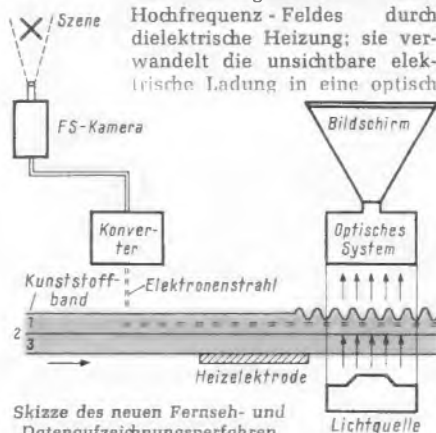 Hochfrequenz-Feldes durch
dielektrische Heizung; sie ver-
wandelt die unsichtbare elek-
trische Ladung in eine optisch
Szene
FS-Kamera
Bildschirm
Konver-
ter
Optisches
System
Kunststoff-
band
Elektronenstrahl
1
2
3
Heizelektrode
Lichtquelle
Skizze des neuen Fernseh- und